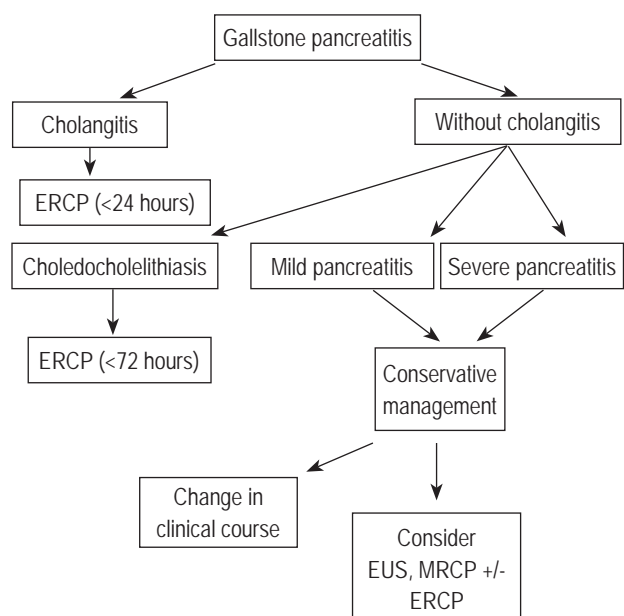 Gallstone pancreatitis
Cholangitis
Without cholangitis
ERCP (<24 hours)
Choledocholelithiasis
Mild pancreatitis
Severe pancreatitis
ERCP (<72 hours)
Conservative
management
Change in
clinical course
Consider
EUS, MRCP +/-
ERCP